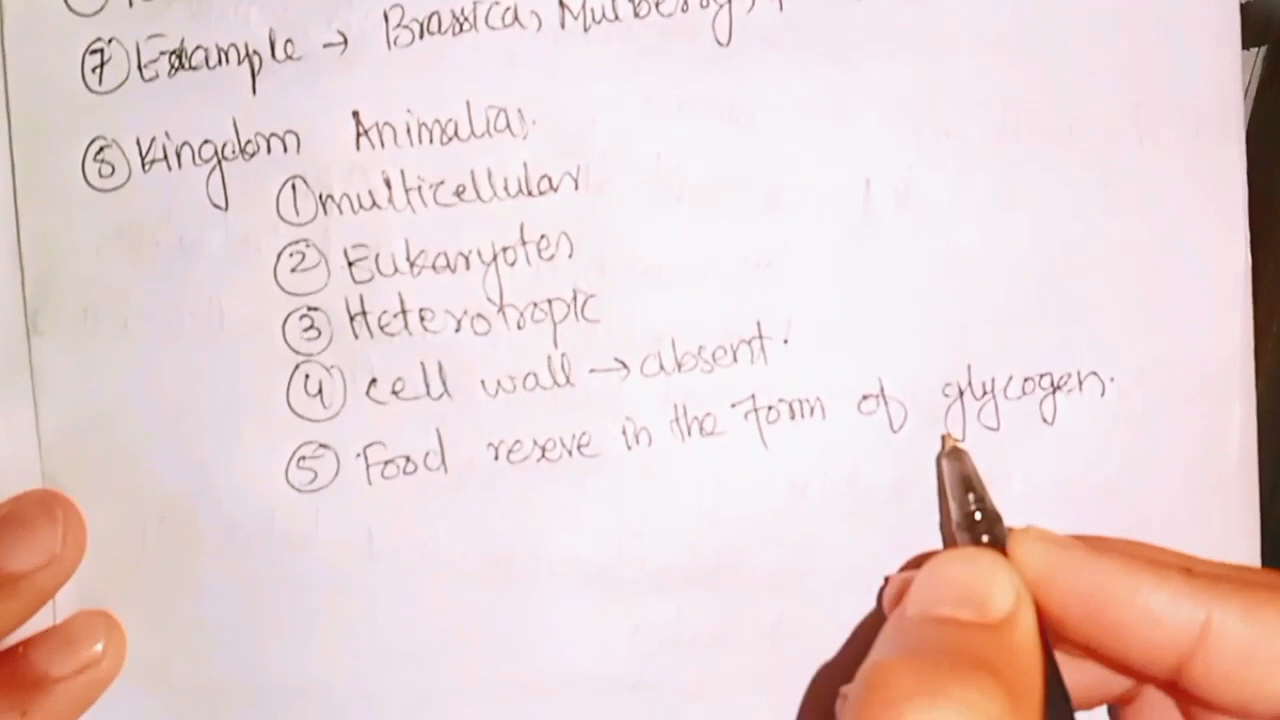 ⑦ Example → Brassica, Mulberry,
⑧ Kingdom Animalia.
① multicellular
② Eukaryotes
③ Heterotropic
④ cell wall → absent.
⑤ Food reseve in the form of glycogen.